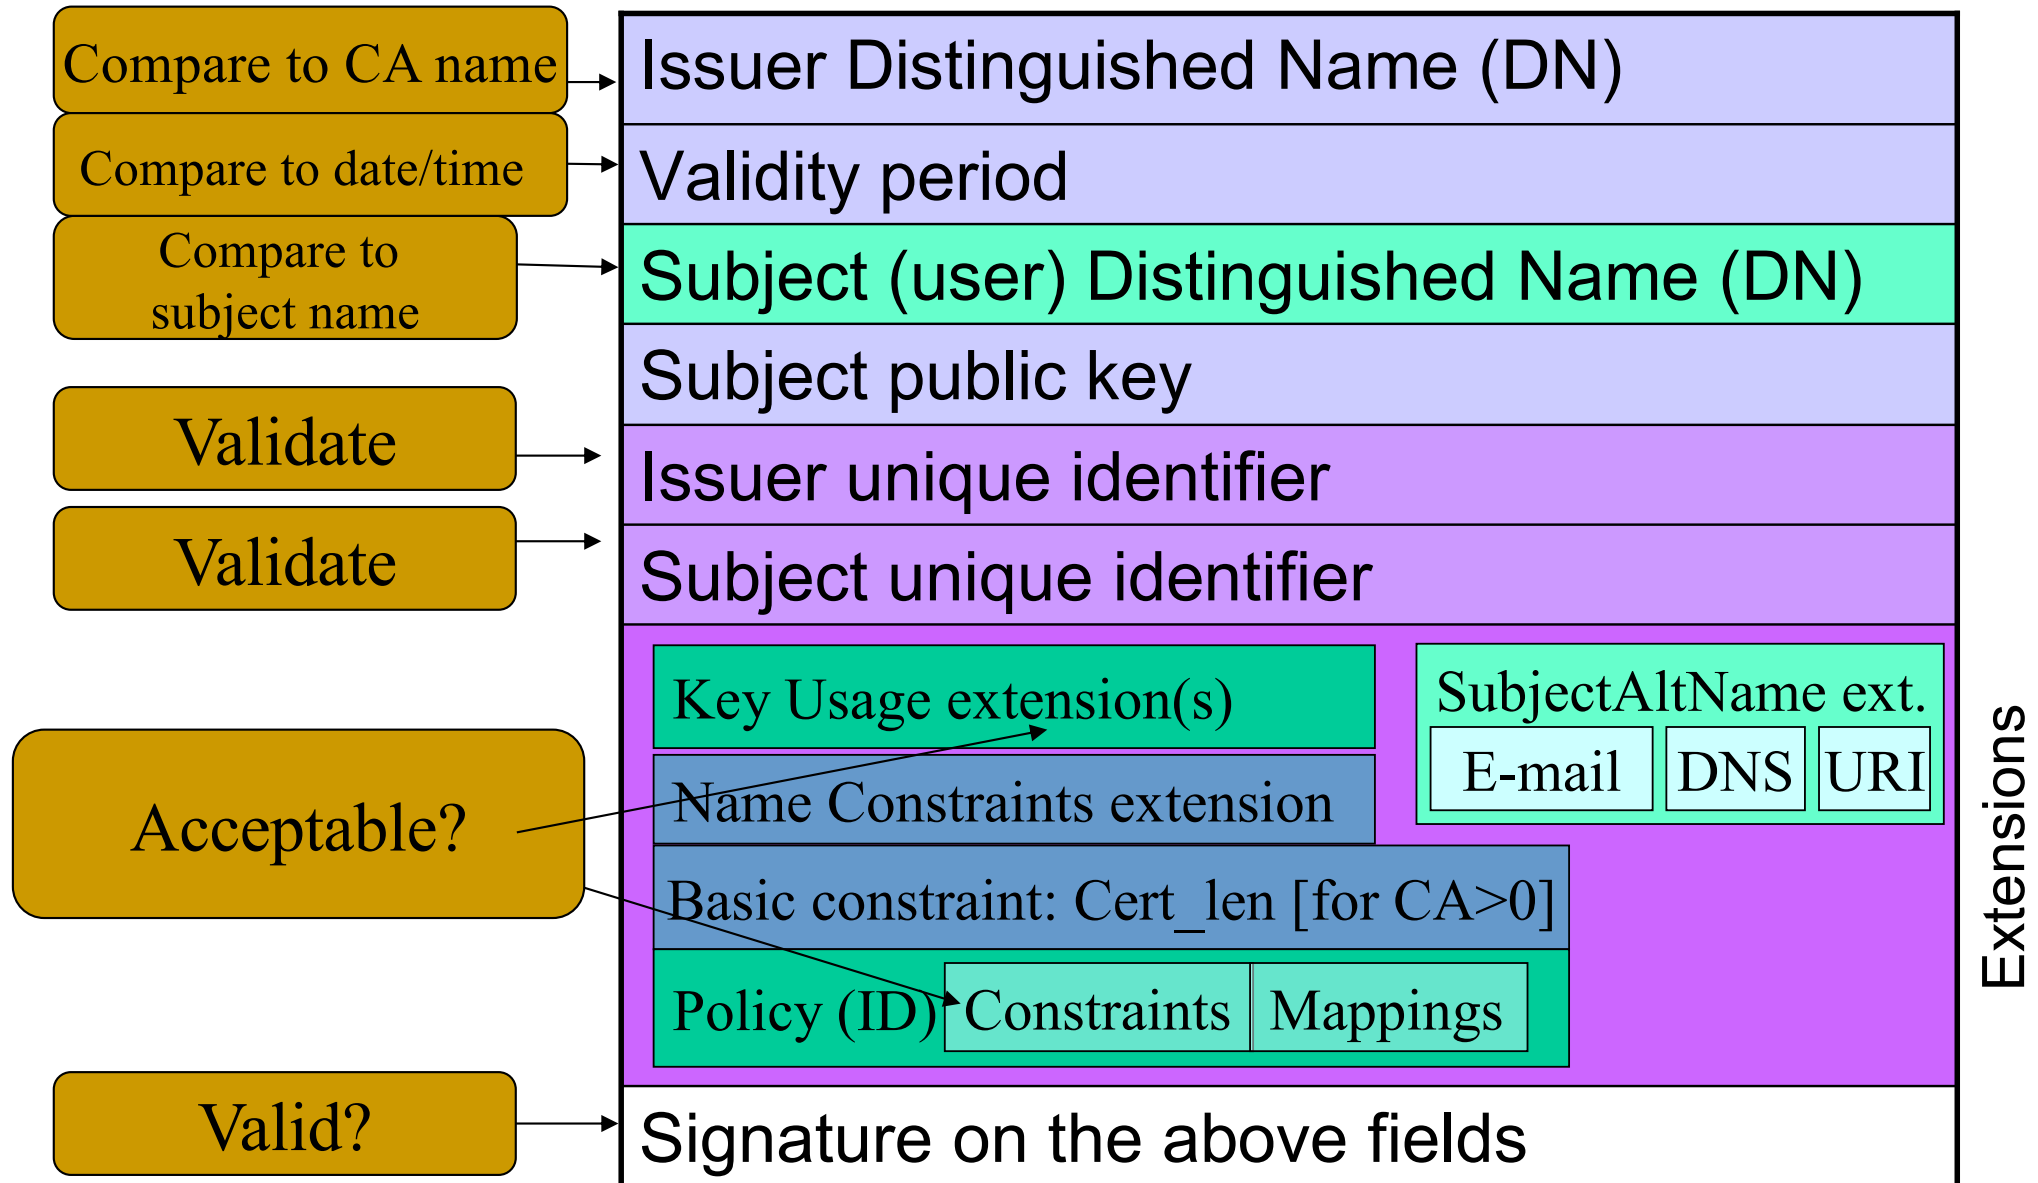 Compare to CA name
Issuer Distinguished Name (DN)
Compare to date/time
Validity period
Compare to
subject name
Subject (user) Distinguished Name (DN)
Subject public key
Validate
Issuer unique identifier
Validate
Subject unique identifier
Key Usage extension(s)
SubjectAltName ext.
E-mail
DNS
URI
Acceptable?
Name Constraints extension
Basic constraint: Cert_len [for CA>0]
Policy (ID)
Constraints
Mappings
Extensions
Valid?
Signature on the above fields